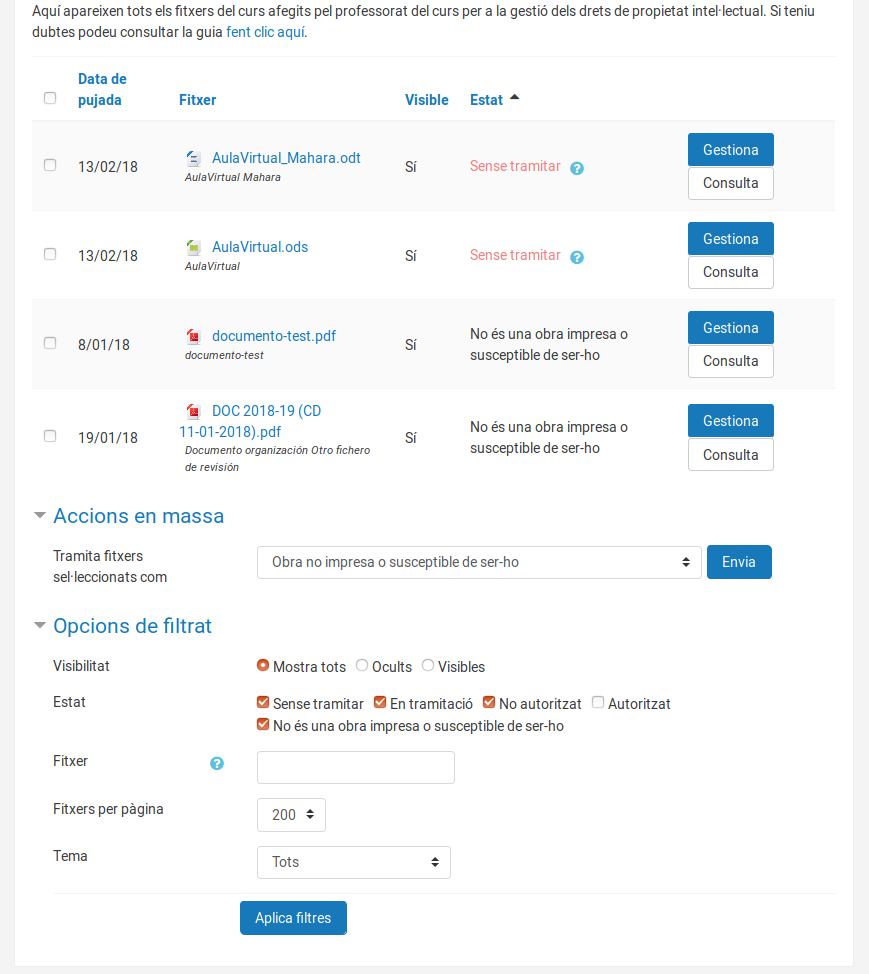 Aquí apareixen tots els fitxers del curs afegits pel professorat del curs per a la gestió dels drets de propietat intel·lectual. Si teniu
dubtes podeu consultar la guia fent clic aquí.
Data de
pujada
Fitxer
Visible
Estat
13/02/18
AulaVirtual_Mahara.odt
AulaVirtual Mahara
Sí
Sense tramitar
Gestiona
Consulta
13/02/18
AulaVirtual.ods
AulaVirtual
Sí
Sense tramitar
Gestiona
Consulta
8/01/18
documento-test.pdf
documento-test
Sí
No és una obra impresa o
susceptible de ser-ho
Gestiona
Consulta
19/01/18
DOC 2018-19 (CD
11-01-2018).pdf
Documento organización Otro fichero
de revisión
Sí
No és una obra impresa o
susceptible de ser-ho
Gestiona
Consulta
Accions en massa
Tramita fitxers
sel·leccionats com
Obra no impresa o susceptible de ser-ho
Envia
Opcions de filtrat
Visibilitat
Mostra tots Ocults Visibles
Estat
Sense tramitar En tramitació No autoritzat Autoritzat
No és una obra impresa o susceptible de ser-ho
Fitxer
Fitxers per pàgina
200
Tema
Tots
Aplica filtres